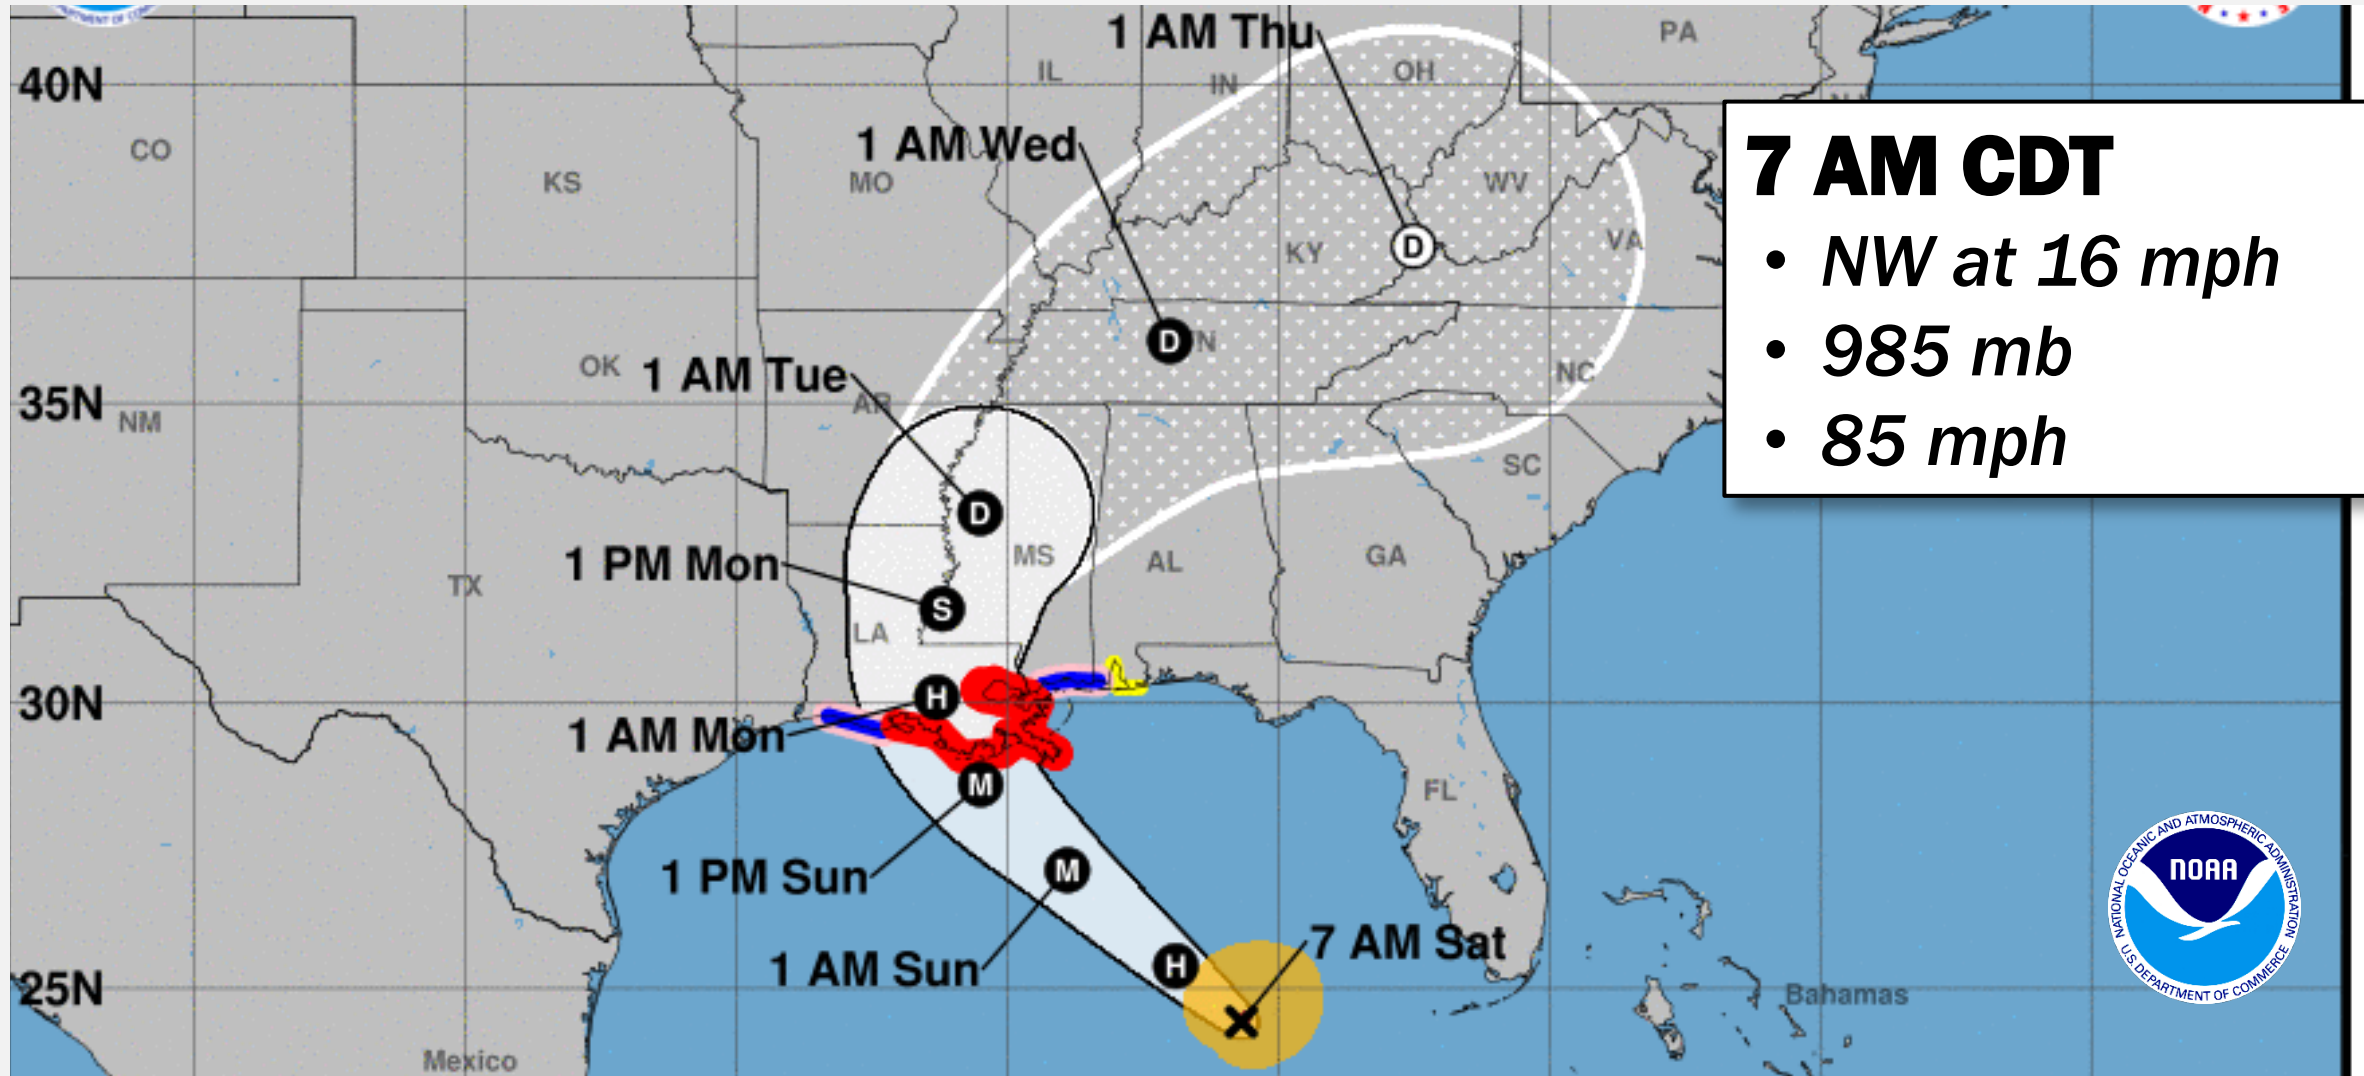 PARTMENT OF COMM
1 AM Thu
PA
IL
IN
OH
40N
CO
1 AM Wed
KS
MO
WV
7 AM CDT
• NW at 16 mph
• 985 mb
• 85 mph
KY
VA
D
D
OK
1 AM Tue
NC
35N
AR
NM
SC
D
MS
AL
GA
1 PM Mon
TX
S
LA
30N
H
1 AM Mon
M
FL
1 PM Sun
M
7 AM Sat
H
1 AM Sun
25N
Bahamas
Mexico
NATIONAL OCEANIC AND ATMOSPHERIC ADMINISTRATION
NOAA
U.S. DEPARTMENT OF COMMERCE